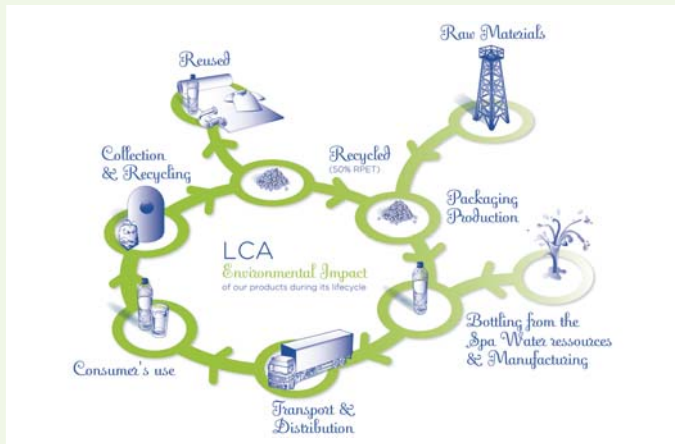 Raw Materials
Reused
Collection
& Recycling
Recycled
(50% RPET)
Packaging
Production
LCA
Environmental Impact
of our products during its lifecycle
Bottling from the
Spa Water ressources
& Manufacturing
Consumer's use
Transport &
Distribution